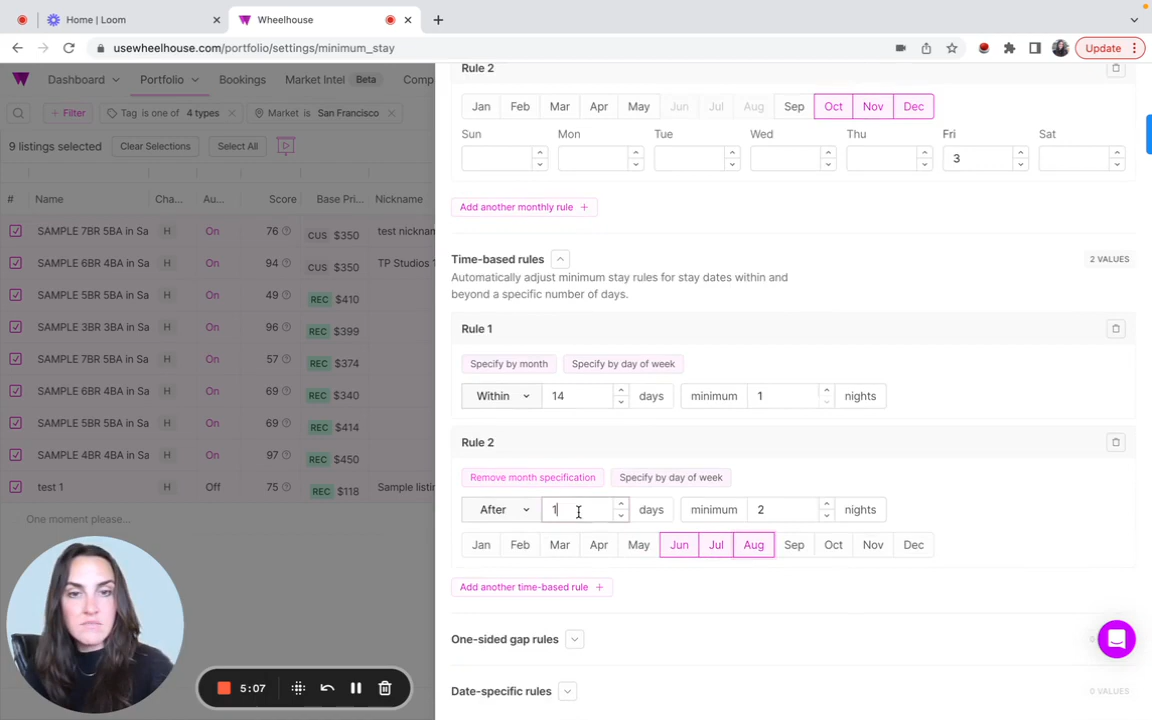 Home | Loom
Wheelhouse
usewheelhouse.com/portfolio/settings/minimum_stay
Update
Dashboard Portfolio Bookings Market Intel Beta Comp
Filter Tag is one of 4 types Market is San Francisco
9 listings selected Clear Selections Select All
# Name Cha... Au... Score Base Pri... Nickname
SAMPLE 7BR 5BA in Sa H On 76 CUS $350 test nicknam
SAMPLE 6BR 4BA in Sa H On 94 CUS $350 TP Studios 1
SAMPLE 5BR 5BA in Sa H On 49 REC $410
SAMPLE 3BR 3BA in Sa H On 96 REC $399
SAMPLE 7BR 5BA in Sa H On 57 REC $374
SAMPLE 6BR 4BA in Sa H On 69 REC $340
SAMPLE 5BR 5BA in Sa H On 69 REC $414
SAMPLE 4BR 4BA in Sa H On 97 REC $450
test 1 H Off 75 REC $118 Sample listin
One moment please...
5:07
Rule 2
Jan Feb Mar Apr May Jun Jul Aug Sep Oct Nov Dec
Sun Mon Tue Wed Thu Fri Sat
3
Add another monthly rule +
Time-based rules 2 VALUES
Automatically adjust minimum stay rules for stay dates within and
beyond a specific number of days.
Rule 1
Specify by month Specify by day of week
Within 14 days minimum 1 nights
Rule 2
Remove month specification Specify by day of week
After 1 days minimum 2 nights
Jan Feb Mar Apr May Jun Jul Aug Sep Oct Nov Dec
Add another time-based rule +
One-sided gap rules
Date-specific rules 0 VALUES